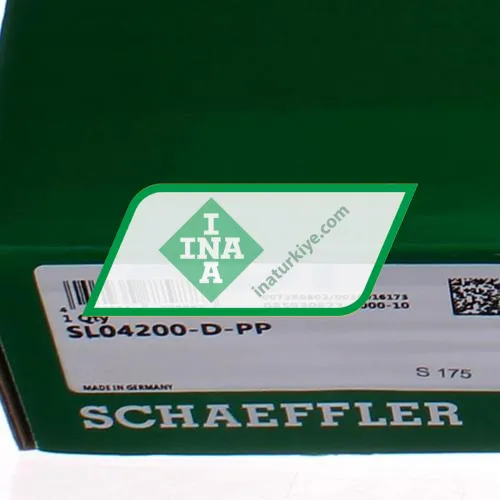 I
INA
A
inaturkiye.com
1 Qty
SL04200-D-PP
S 175
MADE IN GERMANY
SCHAEFFLER